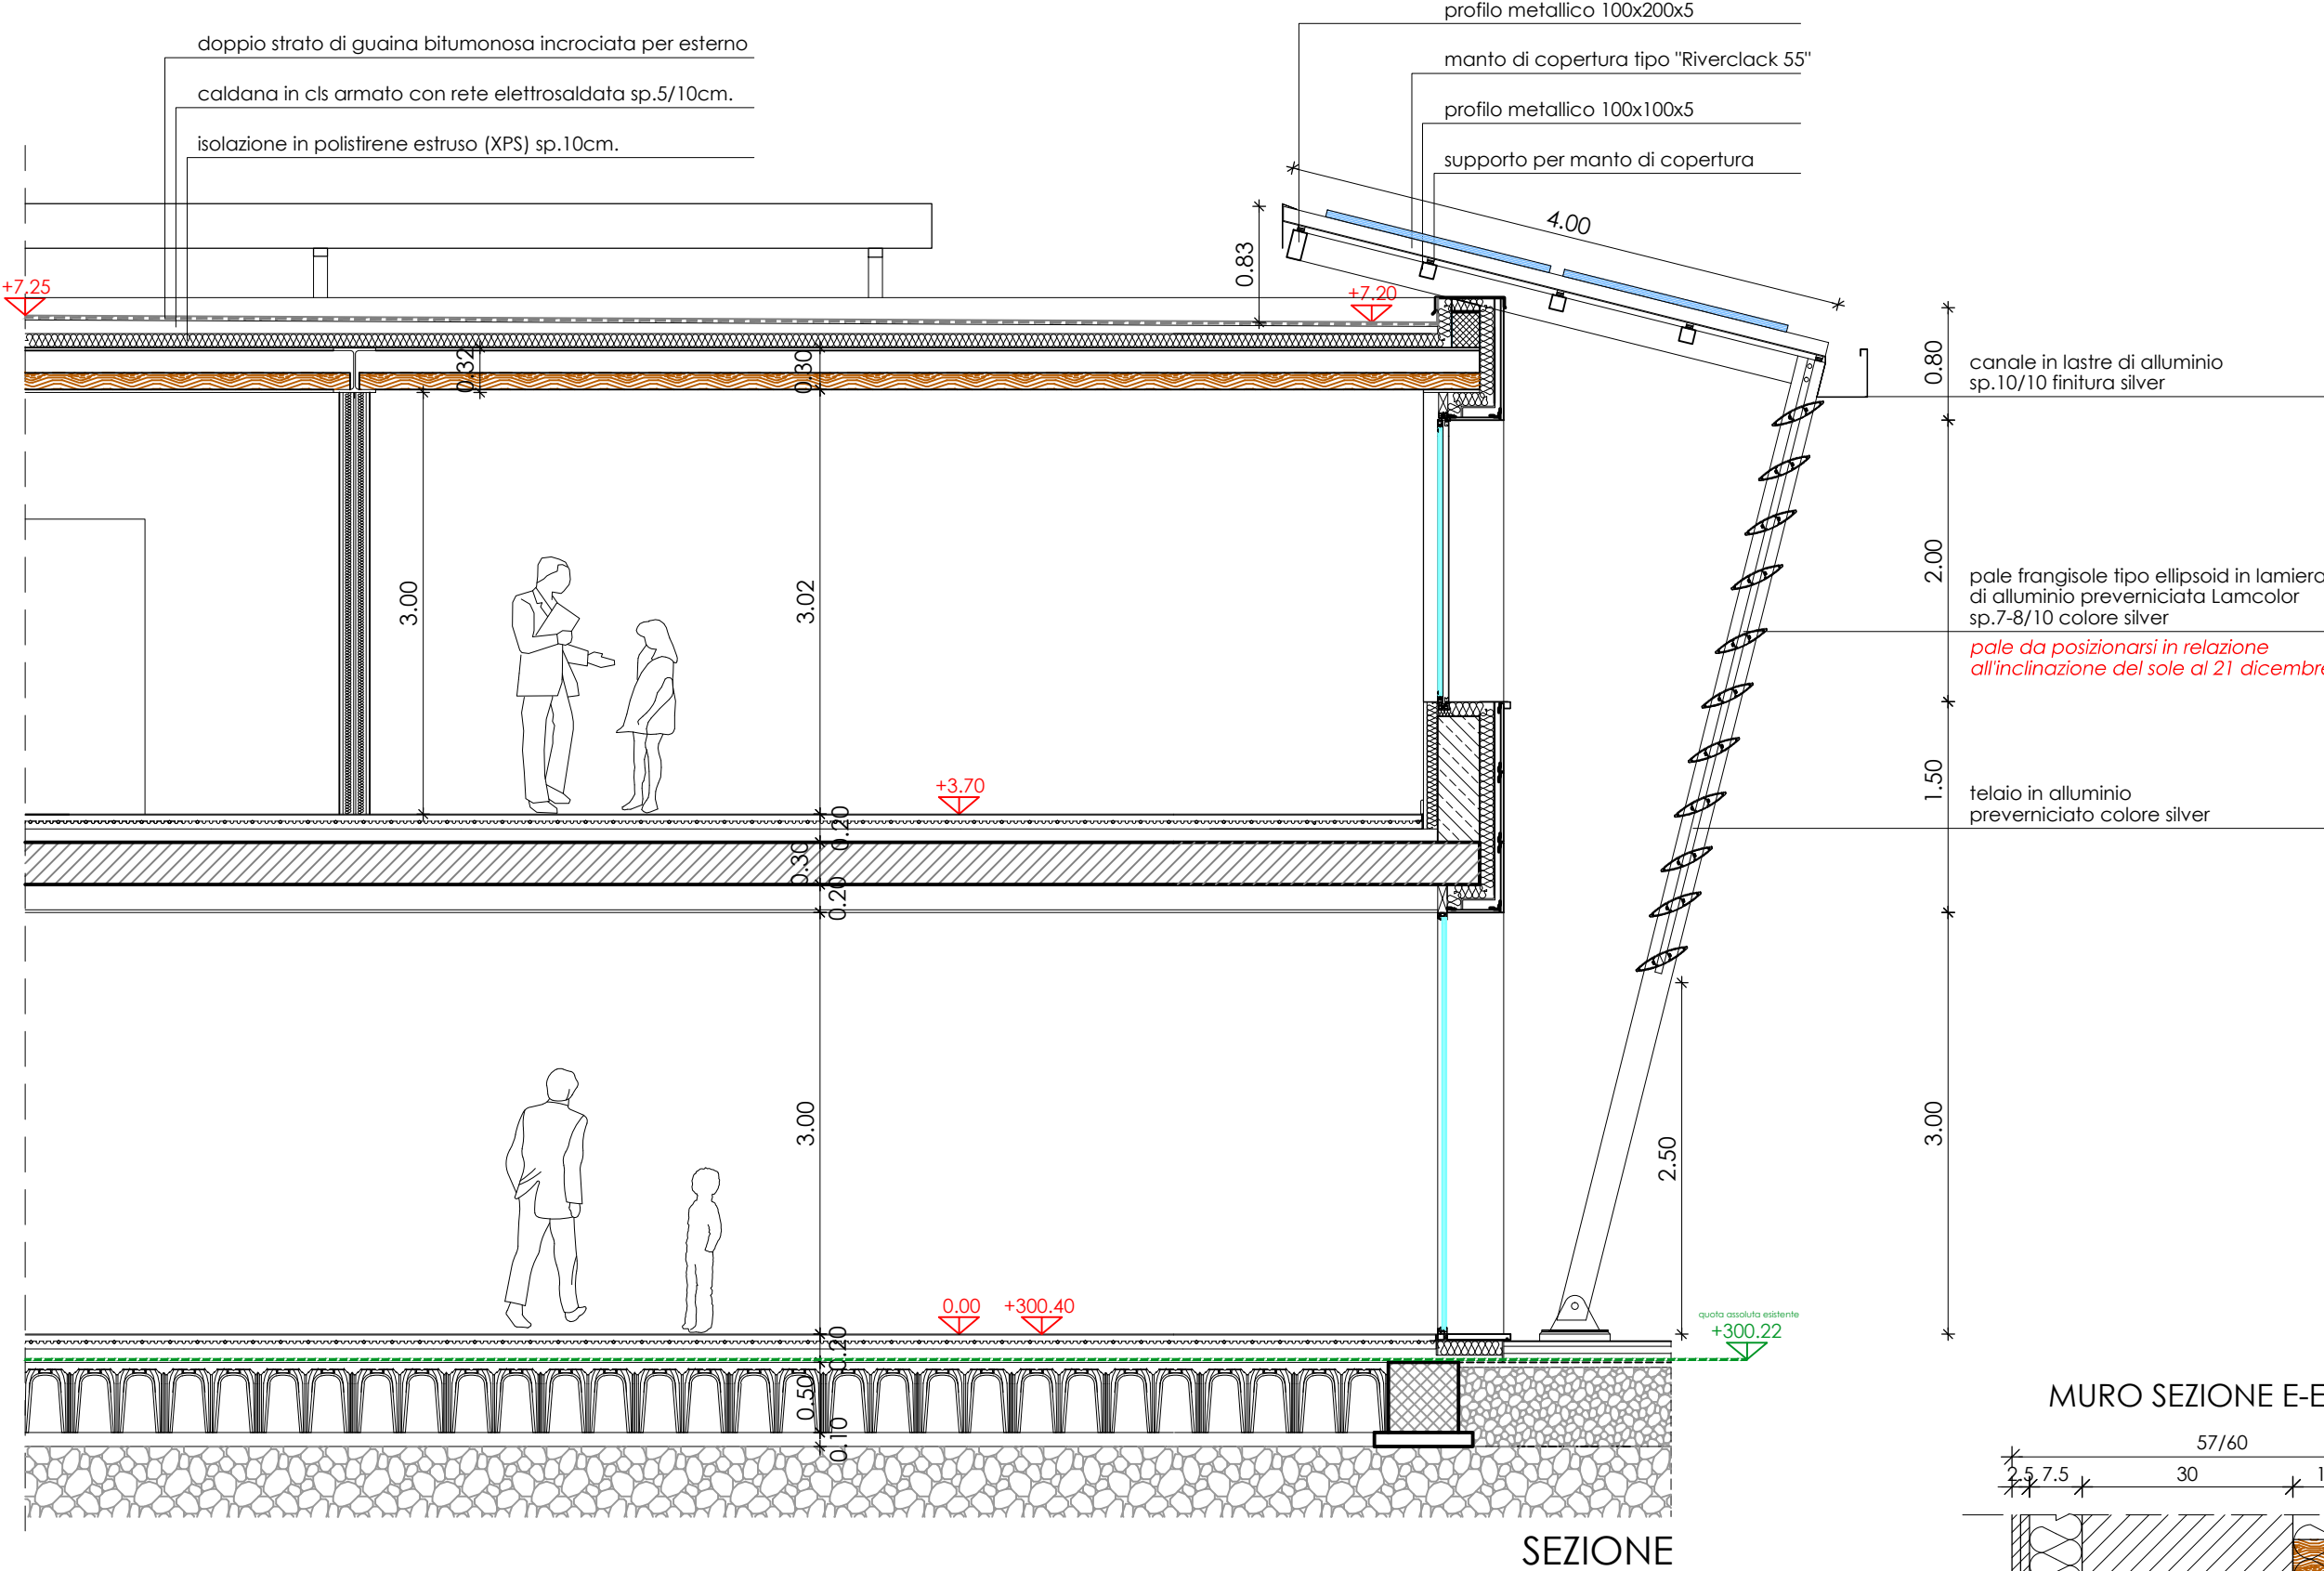 profilo metallico 100x200x5
doppio strato di guaina bitumonosa incrociata per esterno
manto di copertura tipo "Riverclack 55"
caldana in cls armato con rete elettrosaldata sp.5/10cm.
profilo metallico 100x100x5
isolazione in polistirene estruso (XPS) sp.10cm.
supporto per manto di copertura
4.00
0.83
+7.25
+7.20
0.32
0.30
0.80
canale in lastre di alluminio
sp.10/10 finitura silver
3.00
3.02
2.00
pale frangisole tipo ellipsoid in lamiera
di alluminio preverniciata Lamcolor
sp.7-8/10 colore silver
pale da posizionarsi in relazione
all'inclinazione del sole al 21 dicembre
+3.70
1.50
telaio in alluminio
preverniciato colore silver
0.20
0.30
0.20
3.00
2.50
3.00
0.00 +300.40
quota assoluta esistente
+300.22
0.20
0.50
0.10
MURO SEZIONE E-E
57/60
2.5 7.5 30 1
SEZIONE